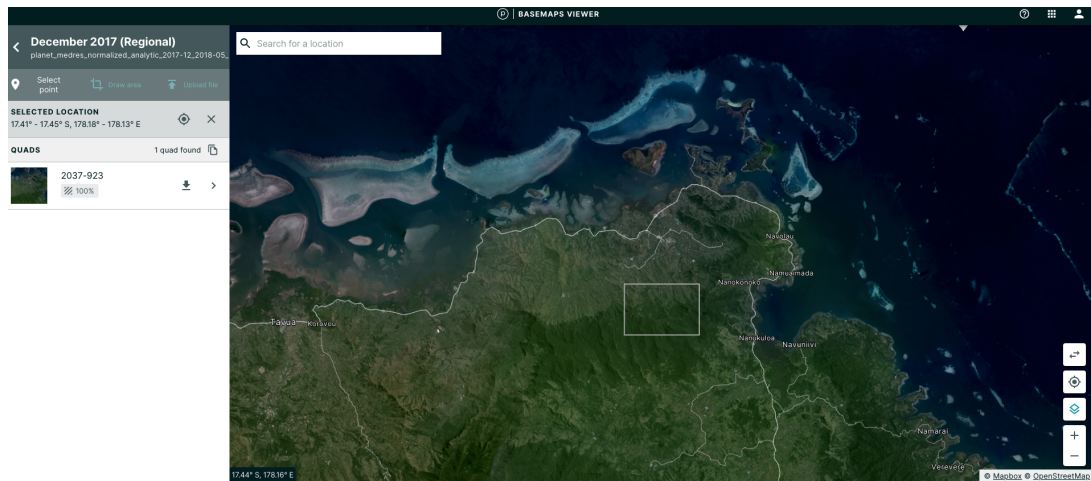 BASEMAPS VIEWER
December 2017 (Regional)
planet_medres_normalized_analytic_2017-12_2018-05_
Select
point
Draw area
Upload file
SELECTED LOCATION
17.41° - 17.45° S, 178.18° - 178.13° E
QUADS
1 quad found
2037-923
100%
Search for a location
Navolau
Namuaimada
Nanokonoko
Tavua
Korovou
Nanukuloa
Navuniivi
Namarai
Verevere
17.44° S, 178.16° E
© Mapbox © OpenStreetMap